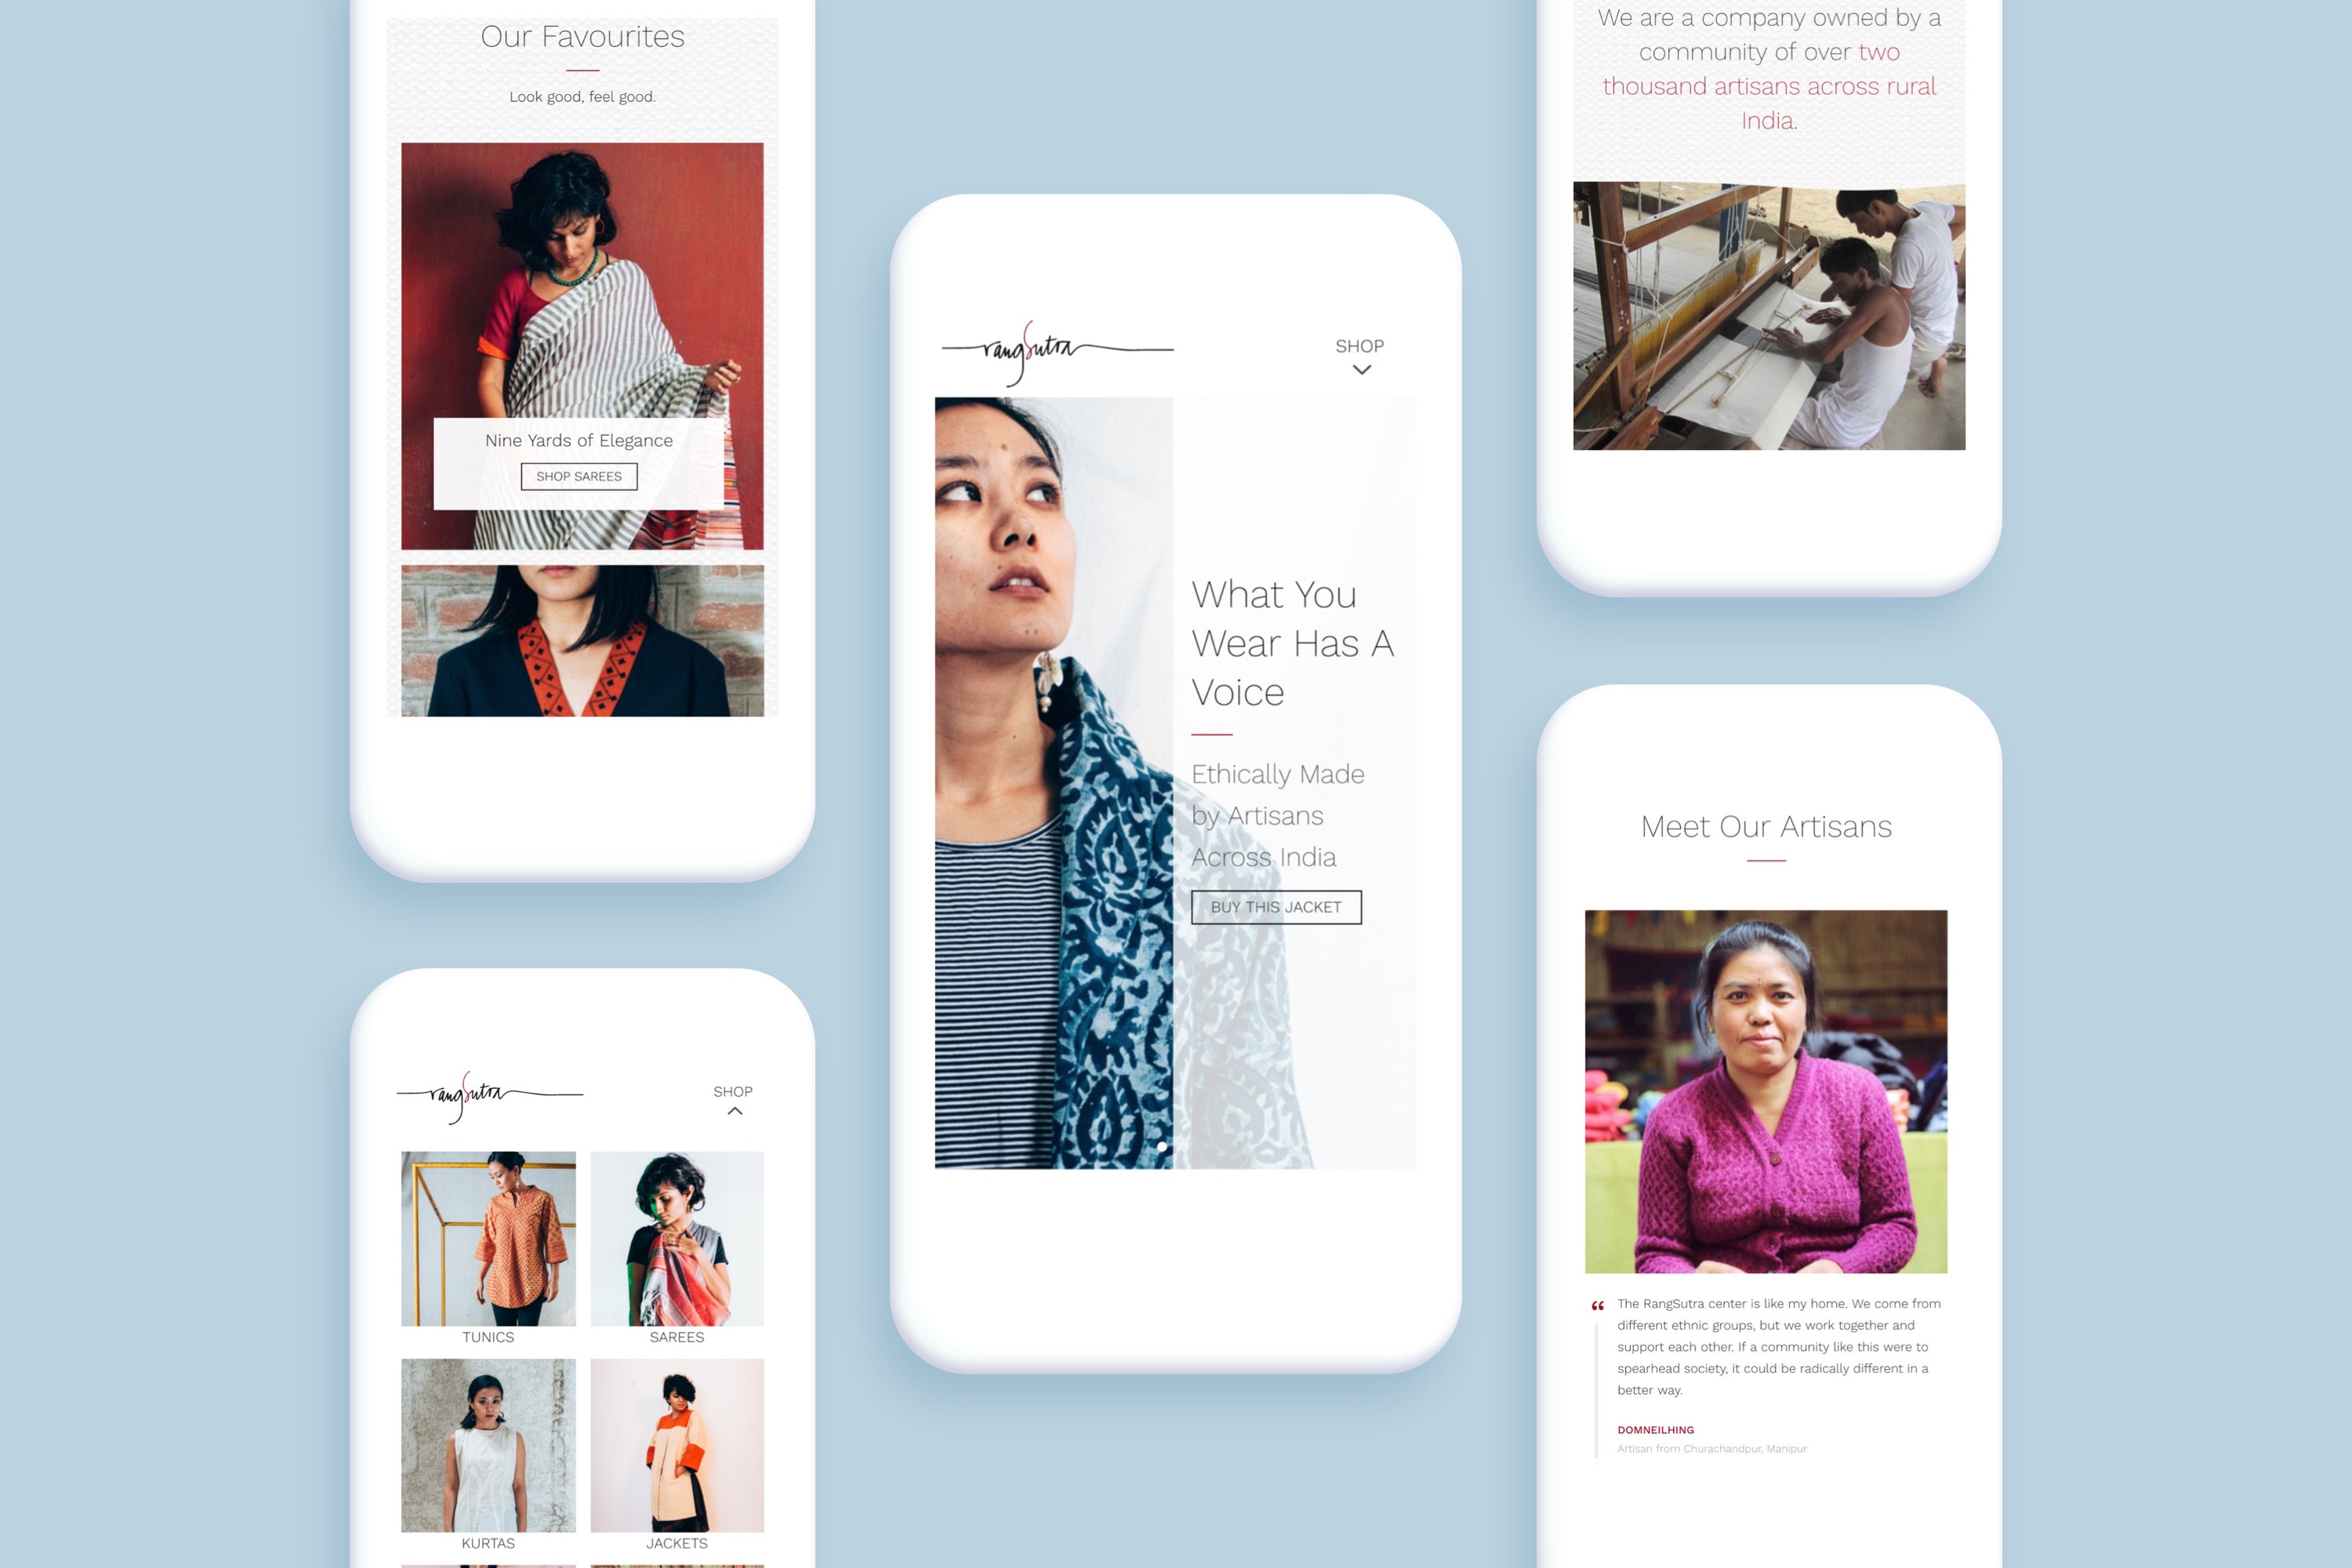 Our Favourites
Look good, feel good.
Nine Yards of Elegance
SHOP SAREES
rangSutra
SHOP
TUNICS
SAREES
KURTAS
JACKETS
rangSutra
SHOP
What You
Wear Has A
Voice
Ethically Made
by Artisans
Across India
BUY THIS JACKET
We are a company owned by a
community of over two
thousand artisans across rural
India.
Meet Our Artisans
“ The RangSutra center is like my home. We come from
different ethnic groups, but we work together and
support each other. If a community like this were to
spearhead society, it could be radically different in a
better way.
DOMNEILHING
Artisan from Churachandpur, Manipur